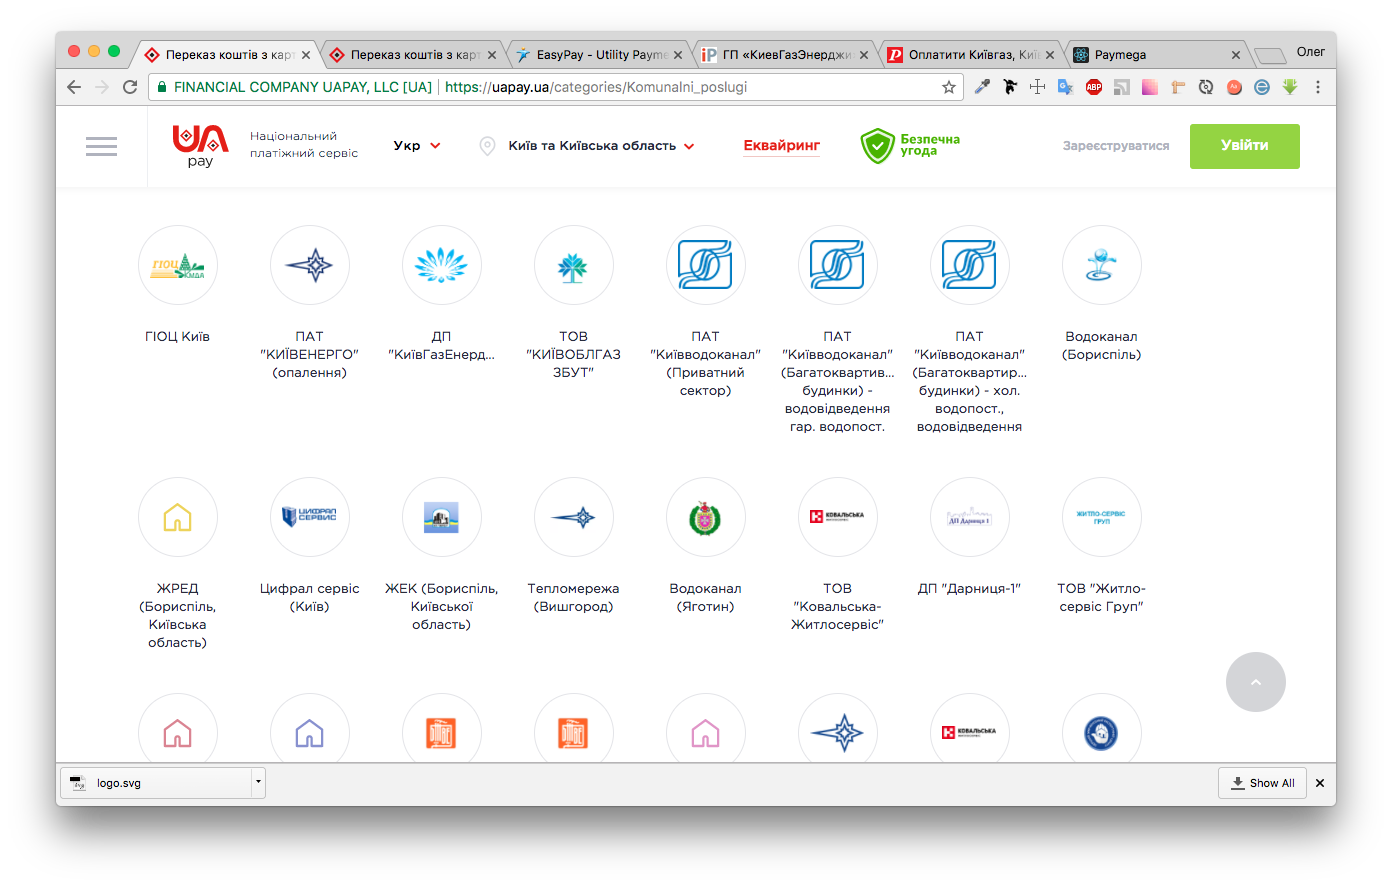 Переказ коштів з карт
Переказ коштів з карт
EasyPay - Utility Payme
ГП «КиевГазЭнерджи
Оплатити Київгаз, Київ
Paymega
Олег
FINANCIAL COMPANY UAPAY, LLC [UA]
https://uapay.ua/categories/Komunalni_poslugi
ABP
UA
pay
Національний
платіжний сервіс
Укр
Київ та Київська область
Еквайринг
Безпечна
угода
Зареєструватися
Увійти
ГІОЦ
КМДА
ГІОЦ Київ
ПАТ
"КИЇВЕНЕРГО"
(опалення)
ДП
"КиївГазЕнерд...
ТОВ
"КИЇВОБЛГАЗ
ЗБУТ"
ПАТ
"Київводоканал"
(Приватний
сектор)
ПАТ
"Київводоканал"
(Багатоквартив...
будинки) -
водовідведення
гар. водопост.
ПАТ
"Київводоканал"
(Багатоквартир...
будинки) - хол.
водопост.,
водовідведення
Водоканал
(Бориспіль)
ЦИФРАЛ
СЕРВИС
КОВАЛЬСЬКА
ДП Дарниця 1
ЖИТЛО-СЕРВІС
ГРУП
ЖРЕД
(Бориспіль,
Київська
область)
Цифрал сервіс
(Київ)
ЖЕК (Бориспіль,
Київської
область)
Тепломережа
(Вишгород)
Водоканал
(Яготин)
ТОВ
"Ковальська-
Житлосервіс"
ДП "Дарниця-1"
ТОВ "Житло-
сервіс Груп"
КОВАЛЬСЬКА
logo.svg
Show All